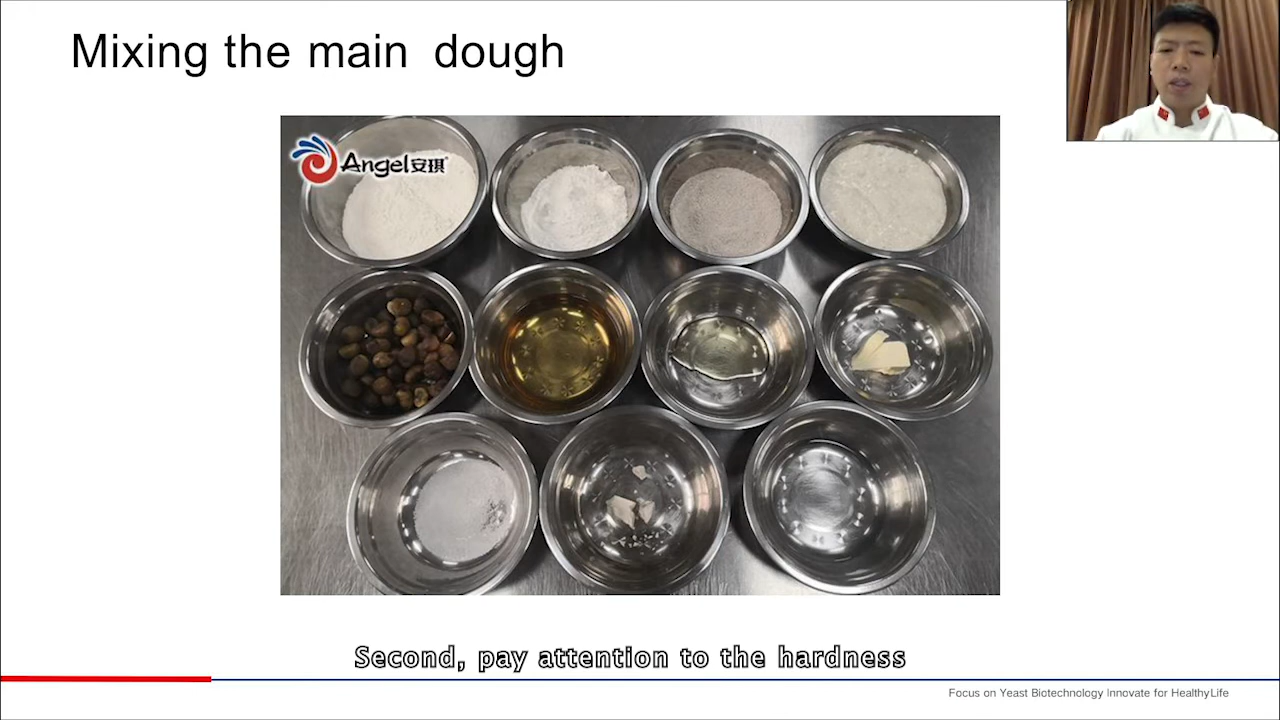 Mixing the main dough
Angel安琪
Second, pay attention to the hardness
Focus on Yeast Biotechnology Innovate for HealthyLife